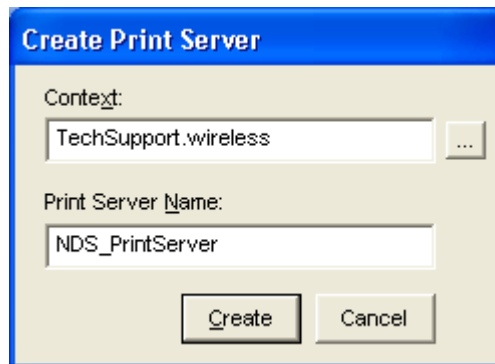 Create Print Server
Context:
TechSupport.wireless
...
Print Server Name:
NDS_PrintServer
Create
Cancel